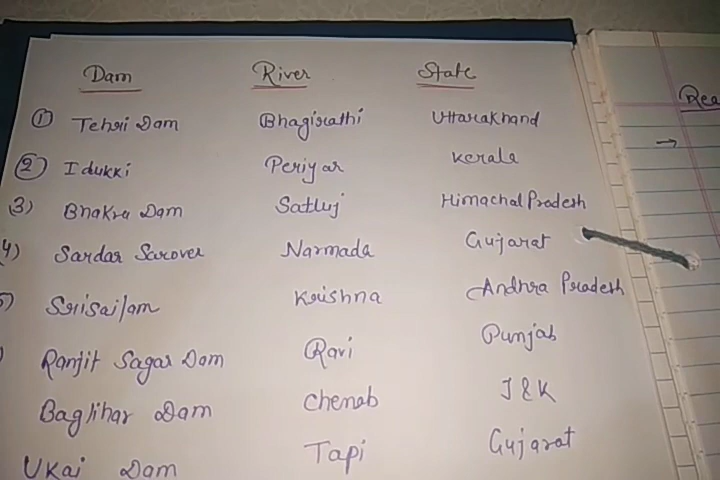 Dam River State
① Tehri Dam Bhagirathi Uttarakhand
② Idukki Periyar Kerala
3) Bhakra Dam Satluj Himachal Pradesh
4) Sardar Sarover Narmada Gujarat
5) Srisailam Krishna Andhra Pradesh
) Ranjit Sagar Dam Ravi Punjab
Baglihar Dam Chenab J & K
Ukai Dam Tapi Gujarat
Rea
→